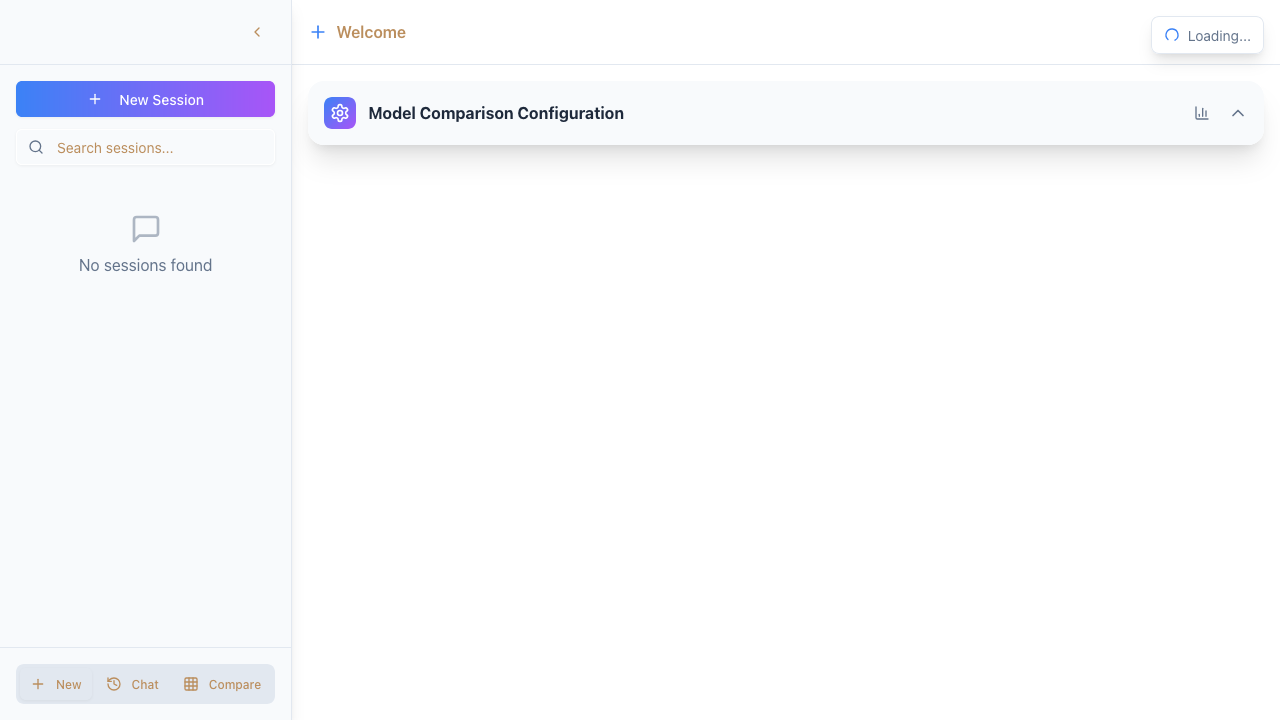 Welcome
Loading...
New Session
Model Comparison Configuration
Search sessions...
No sessions found
New
Chat
Compare